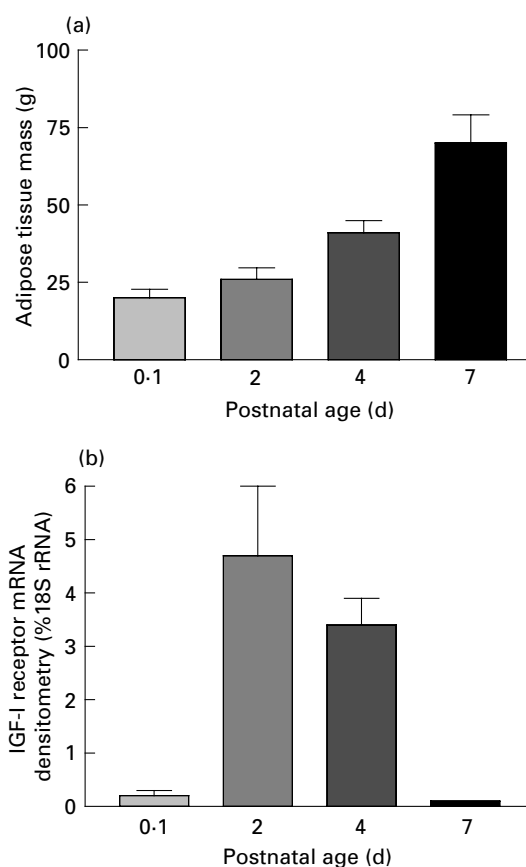 (a)
100
75
50
25
0
Adipose tissue mass (g)
0·1 2 4 7
Postnatal age (d)
(b)
6
5
4
3
2
1
0
IGF-I receptor mRNA
densitometry (%18S rRNA)
0·1 2 4 7
Postnatal age (d)